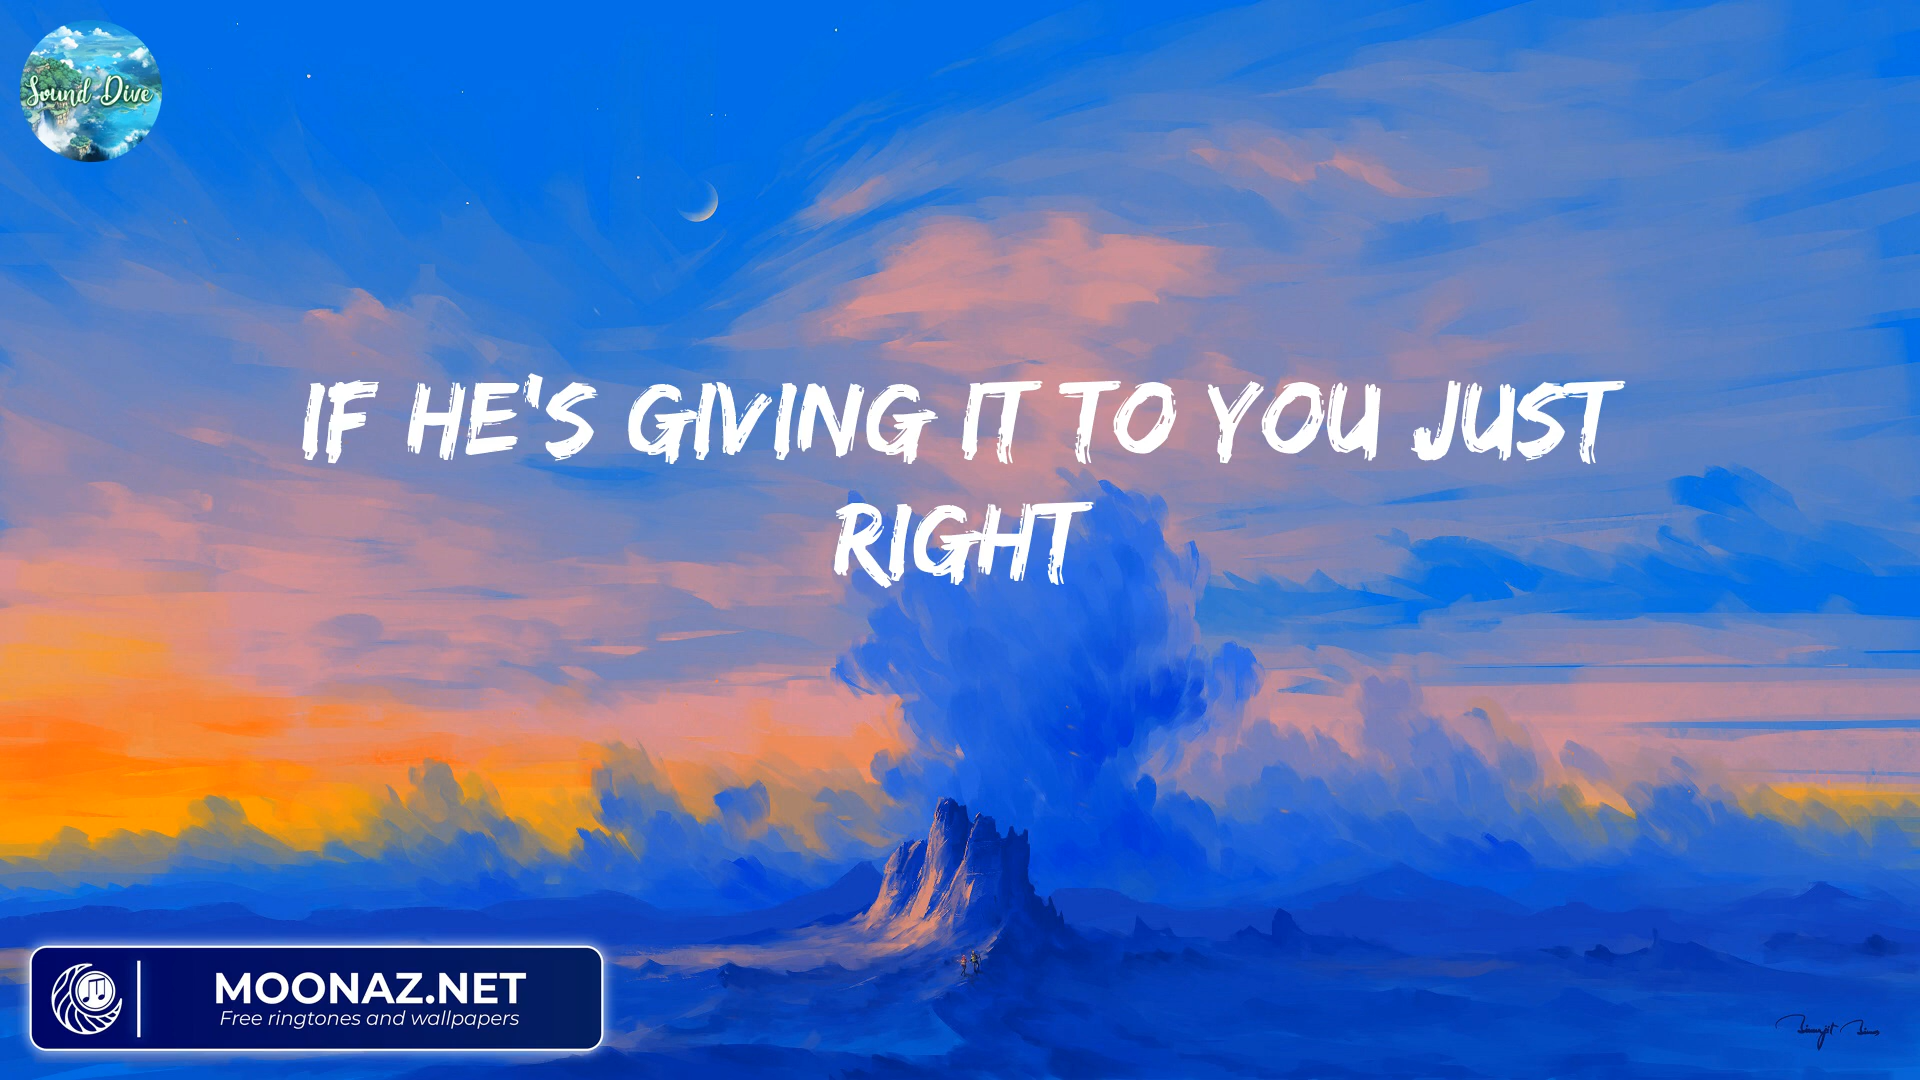 Sound Dive
IF HE'S GIVING IT TO YOU JUST
RIGHT
MOONAZ.NET
Free ringtones and wallpapers